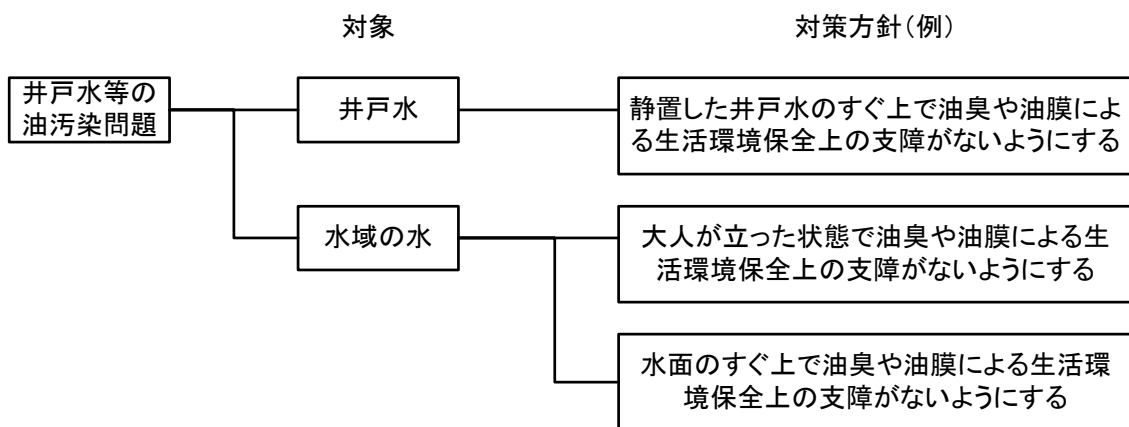 対象
対策方針(例)
井戸水等の
油汚染問題
井戸水
静置した井戸水のすぐ上で油臭や油膜によ
る生活環境保全上の支障がないようにする
水域の水
大人が立った状態で油臭や油膜による生
活環境保全上の支障がないようにする
水面のすぐ上で油臭や油膜による生活環
境保全上の支障がないようにする